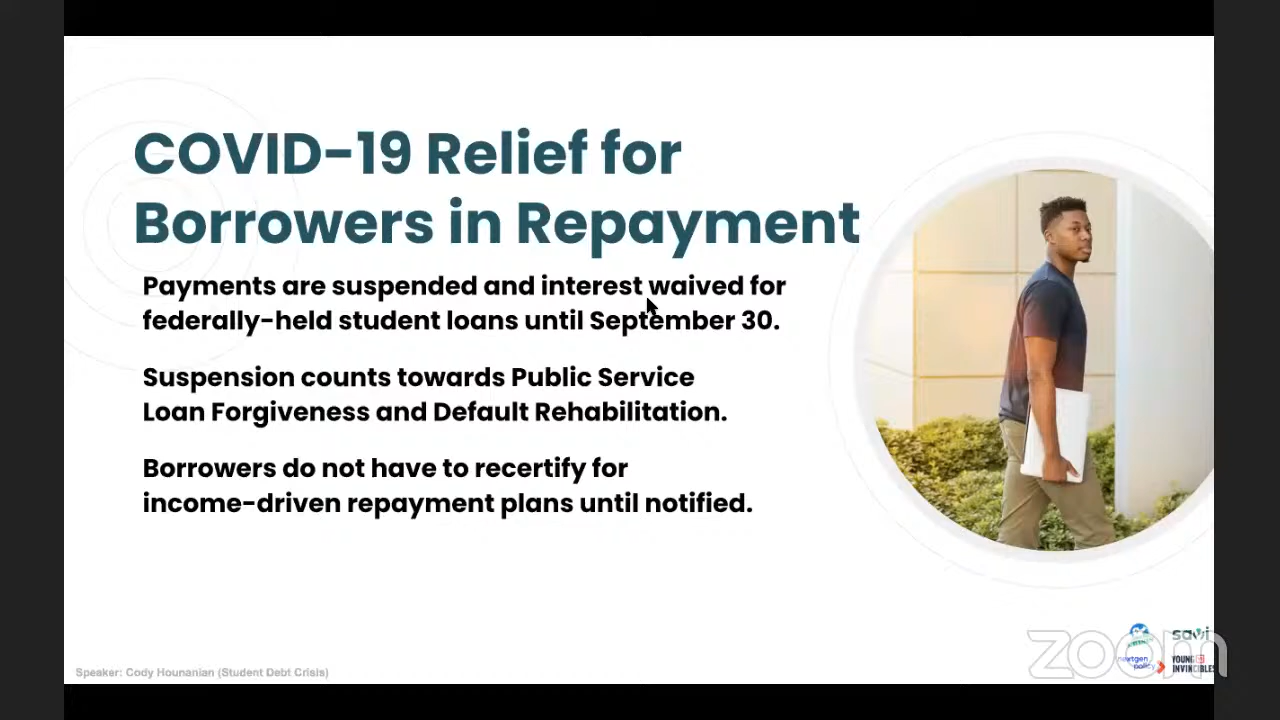 COVID-19 Relief for
Borrowers in Repayment
Payments are suspended and interest waived for
federally-held student loans until September 30.
Suspension counts towards Public Service
Loan Forgiveness and Default Rehabilitation.
Borrowers do not have to recertify for
income-driven repayment plans until notified.
Speaker: Cody Hounanian (Student Debt Crisis)
savi
zoom
nextgen
policy
YOUNG
INVINCIBLES